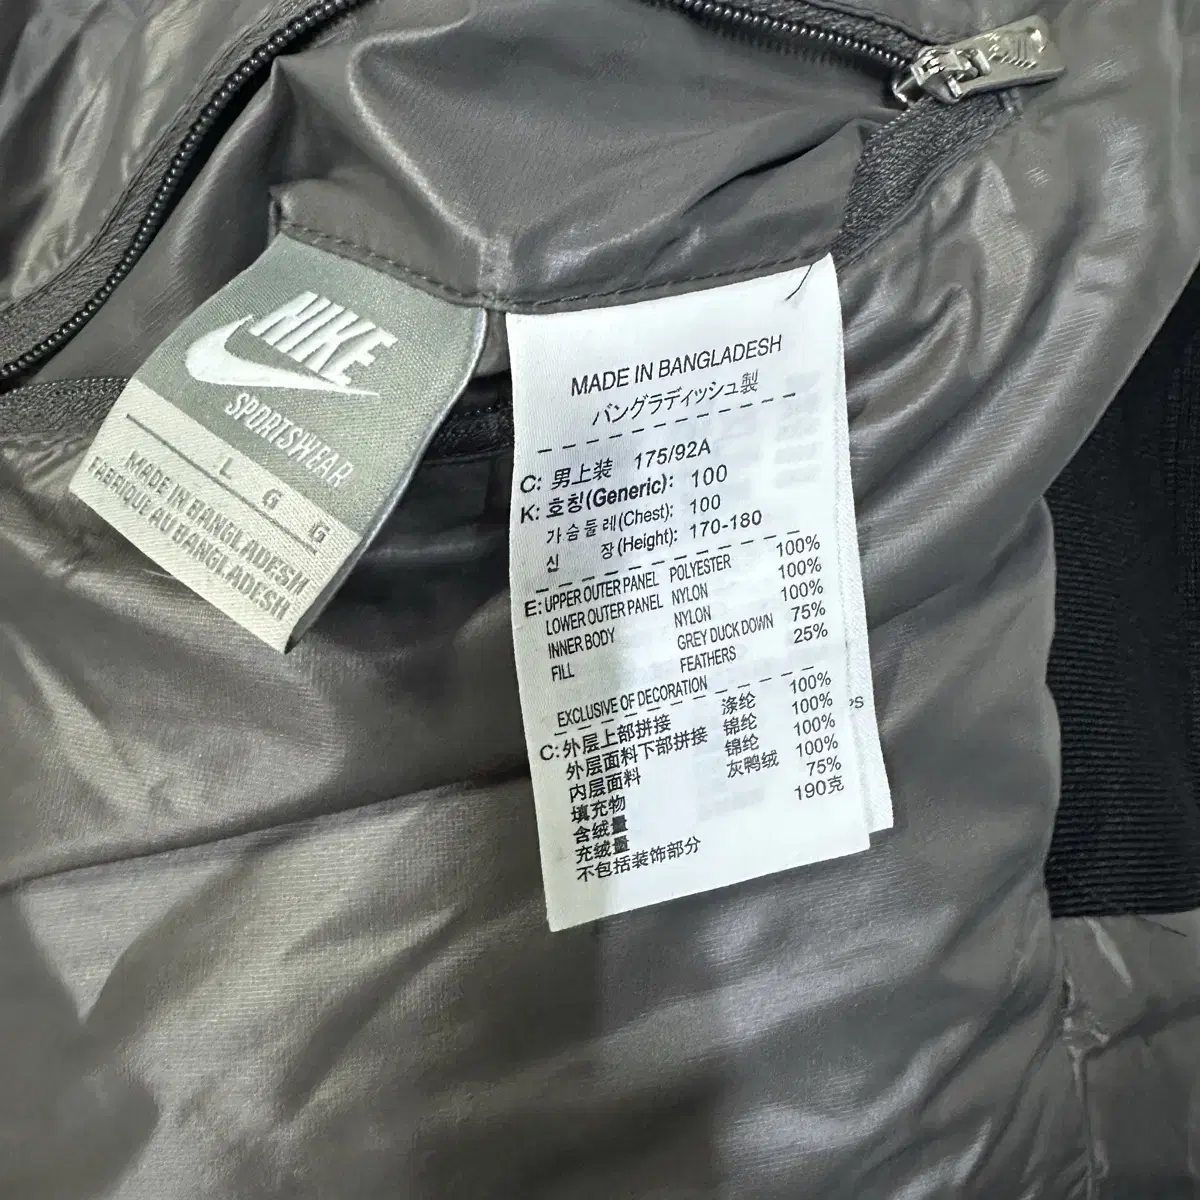 NIKE
SPORTSWEAR
L G G
MADE IN BANGLADESH
FABRIQUE AU BANGLADESH
MADE IN BANGLADESH
バングラディッシュ製
C: 男上装 175/92A
K: 호칭(Generic): 100
가슴둘레(Chest): 100
신 장(Height): 170-180
E: UPPER OUTER PANEL POLYESTER 100%
LOWER OUTER PANEL NYLON 100%
INNER BODY NYLON 100%
FILL GREY DUCK DOWN 75%
FEATHERS 25%
EXCLUSIVE OF DECORATION
C: 外层上部拼接 涤纶 100%
外层面料下部拼接 锦纶 100%
内层面料 锦纶 100%
填充物 灰鸭绒 100%
含绒量 75%
充绒量 190克
不包括装饰部分